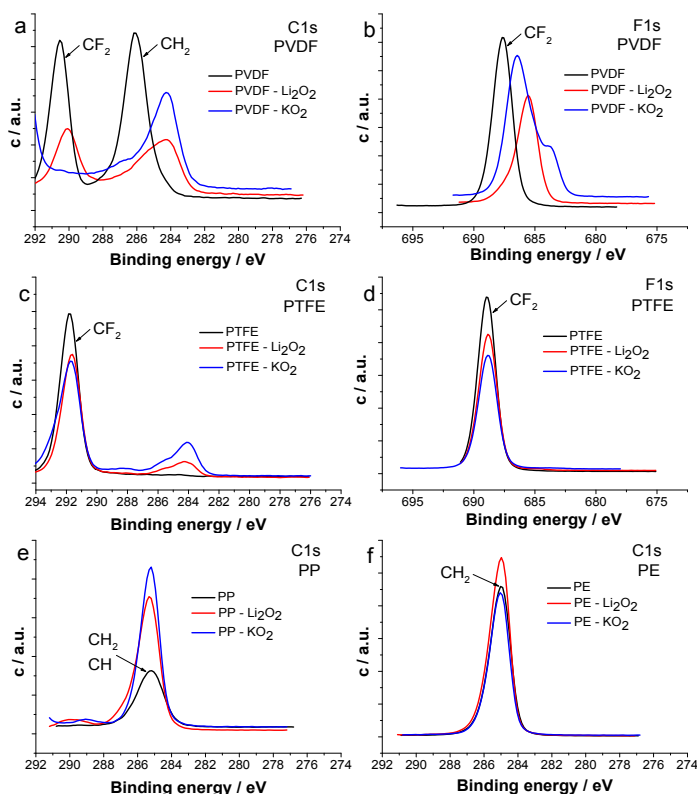 a
C1s
PVDF
CF2
CH2
PVDF
PVDF - Li2O2
PVDF - KO2
c / a.u.
292 290 288 286 284 282 280 278 276 274
Binding energy / eV
b
F1s
PVDF
CF2
PVDF
PVDF - Li2O2
PVDF - KO2
c / a.u.
695 690 685 680 675
Binding energy / eV
c
C1s
PTFE
CF2
PTFE
PTFE - Li2O2
PTFE - KO2
c / a.u.
294 292 290 288 286 284 282 280 278 276 274
Binding energy / eV
d
F1s
PTFE
CF2
PTFE
PTFE - Li2O2
PTFE - KO2
c / a.u.
695 690 685 680 675
Binding energy / eV
e
C1s
PP
PP
PP - Li2O2
PP - KO2
CH2
CH
c / a.u.
292 290 288 286 284 282 280 278 276 274
Binding energy / eV
f
C1s
PE
CH2
PE
PE - Li2O2
PE - KO2
c / a.u.
292 290 288 286 284 282 280 278 276 274
Binding energy / eV